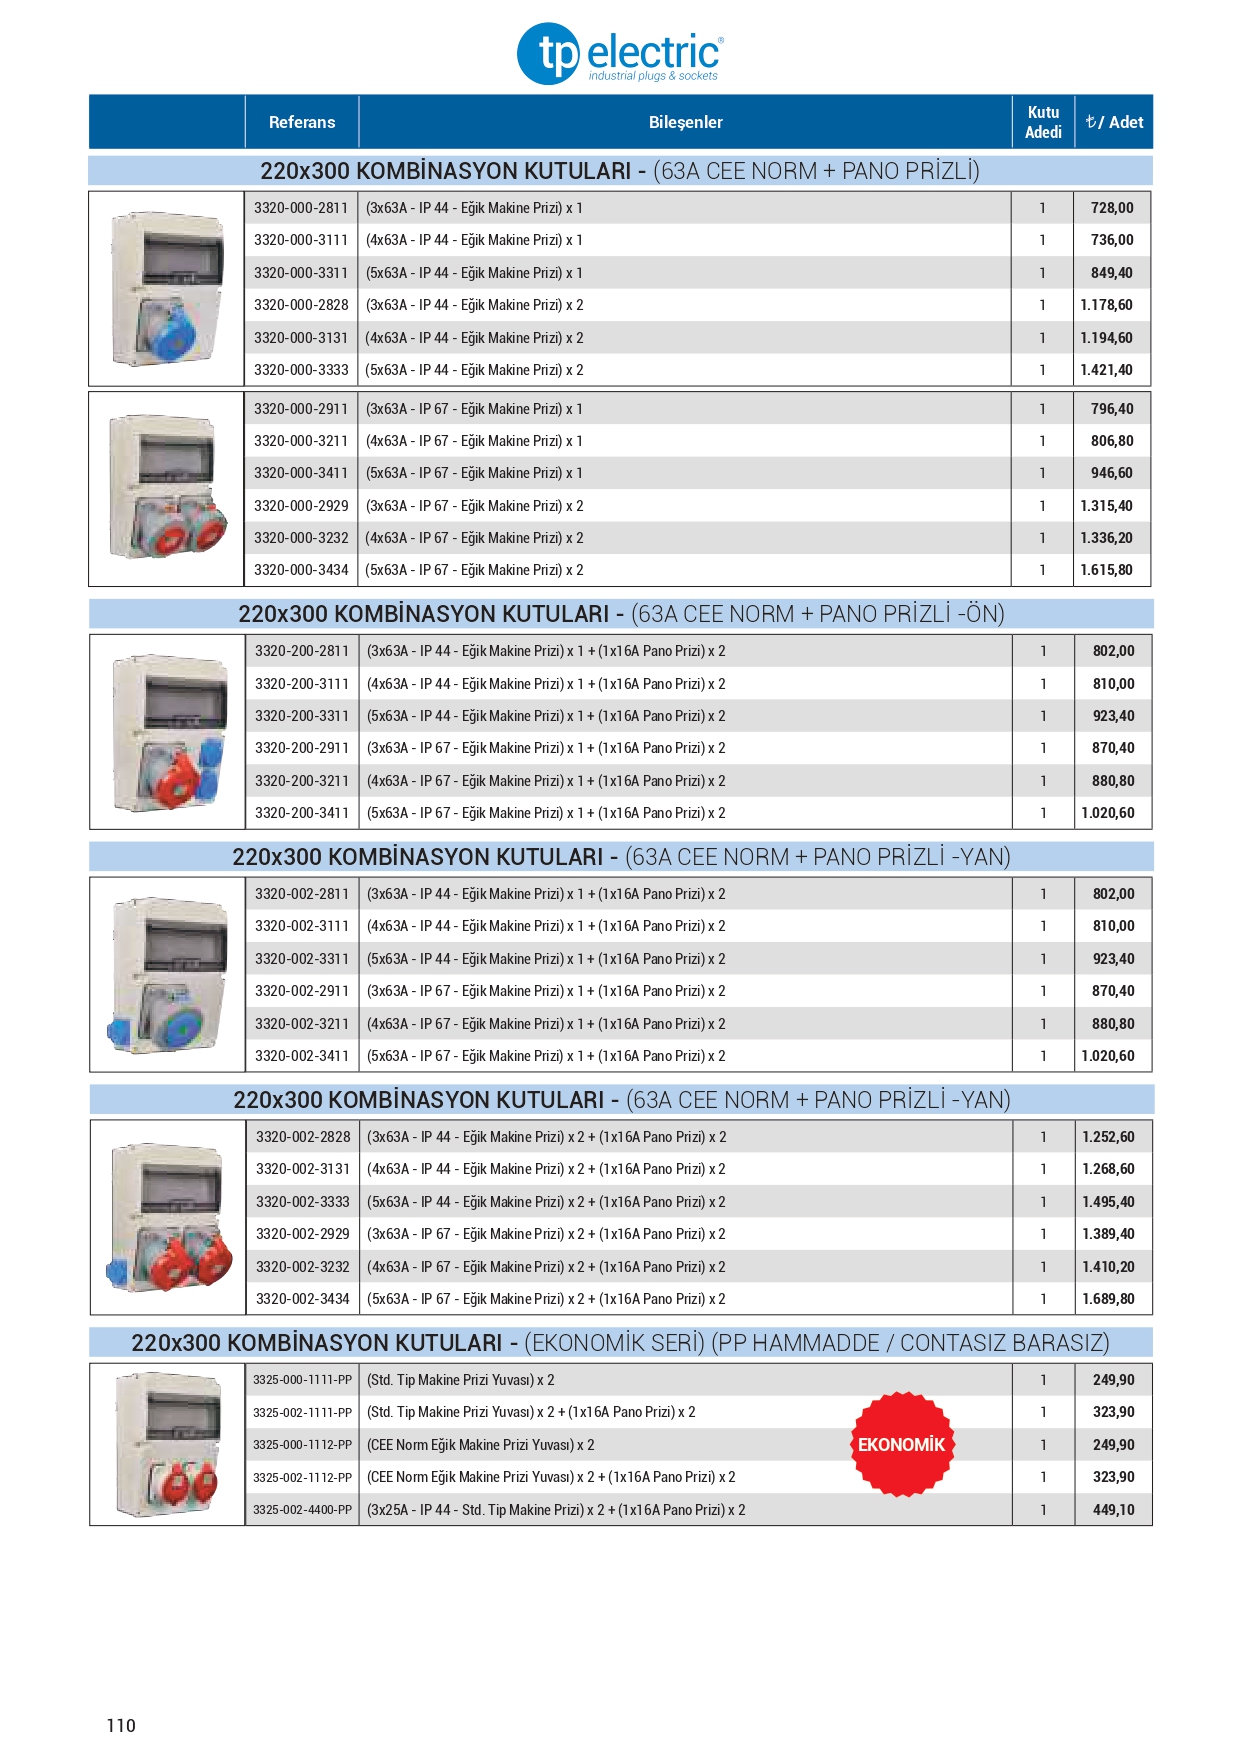 tp electric®
industrial plugs & sockets
Referans Bileşenler Kutu Adedi ₺/ Adet
220x300 KOMBİNASYON KUTULARI - (63A CEE NORM + PANO PRİZLİ)
3320-000-2811 (3x63A - IP 44 - Eğik Makine Prizi) x 1 1 728,00
3320-000-3111 (4x63A - IP 44 - Eğik Makine Prizi) x 1 1 736,00
3320-000-3311 (5x63A - IP 44 - Eğik Makine Prizi) x 1 1 849,40
3320-000-2828 (3x63A - IP 44 - Eğik Makine Prizi) x 2 1 1.178,60
3320-000-3131 (4x63A - IP 44 - Eğik Makine Prizi) x 2 1 1.194,60
3320-000-3333 (5x63A - IP 44 - Eğik Makine Prizi) x 2 1 1.421,40
3320-000-2911 (3x63A - IP 67 - Eğik Makine Prizi) x 1 1 796,40
3320-000-3211 (4x63A - IP 67 - Eğik Makine Prizi) x 1 1 806,80
3320-000-3411 (5x63A - IP 67 - Eğik Makine Prizi) x 1 1 946,60
3320-000-2929 (3x63A - IP 67 - Eğik Makine Prizi) x 2 1 1.315,40
3320-000-3232 (4x63A - IP 67 - Eğik Makine Prizi) x 2 1 1.336,20
3320-000-3434 (5x63A - IP 67 - Eğik Makine Prizi) x 2 1 1.615,80
220x300 KOMBİNASYON KUTULARI - (63A CEE NORM + PANO PRİZLİ -ÖN)
3320-200-2811 (3x63A - IP 44 - Eğik Makine Prizi) x 1 + (1x16A Pano Prizi) x 2 1 802,00
3320-200-3111 (4x63A - IP 44 - Eğik Makine Prizi) x 1 + (1x16A Pano Prizi) x 2 1 810,00
3320-200-3311 (5x63A - IP 44 - Eğik Makine Prizi) x 1 + (1x16A Pano Prizi) x 2 1 923,40
3320-200-2911 (3x63A - IP 67 - Eğik Makine Prizi) x 1 + (1x16A Pano Prizi) x 2 1 870,40
3320-200-3211 (4x63A - IP 67 - Eğik Makine Prizi) x 1 + (1x16A Pano Prizi) x 2 1 880,80
3320-200-3411 (5x63A - IP 67 - Eğik Makine Prizi) x 1 + (1x16A Pano Prizi) x 2 1 1.020,60
220x300 KOMBİNASYON KUTULARI - (63A CEE NORM + PANO PRİZLİ -YAN)
3320-002-2811 (3x63A - IP 44 - Eğik Makine Prizi) x 1 + (1x16A Pano Prizi) x 2 1 802,00
3320-002-3111 (4x63A - IP 44 - Eğik Makine Prizi) x 1 + (1x16A Pano Prizi) x 2 1 810,00
3320-002-3311 (5x63A - IP 44 - Eğik Makine Prizi) x 1 + (1x16A Pano Prizi) x 2 1 923,40
3320-002-2911 (3x63A - IP 67 - Eğik Makine Prizi) x 1 + (1x16A Pano Prizi) x 2 1 870,40
3320-002-3211 (4x63A - IP 67 - Eğik Makine Prizi) x 1 + (1x16A Pano Prizi) x 2 1 880,80
3320-002-3411 (5x63A - IP 67 - Eğik Makine Prizi) x 1 + (1x16A Pano Prizi) x 2 1 1.020,60
220x300 KOMBİNASYON KUTULARI - (63A CEE NORM + PANO PRİZLİ -YAN)
3320-002-2828 (3x63A - IP 44 - Eğik Makine Prizi) x 2 + (1x16A Pano Prizi) x 2 1 1.252,60
3320-002-3131 (4x63A - IP 44 - Eğik Makine Prizi) x 2 + (1x16A Pano Prizi) x 2 1 1.268,60
3320-002-3333 (5x63A - IP 44 - Eğik Makine Prizi) x 2 + (1x16A Pano Prizi) x 2 1 1.495,40
3320-002-2929 (3x63A - IP 67 - Eğik Makine Prizi) x 2 + (1x16A Pano Prizi) x 2 1 1.389,40
3320-002-3232 (4x63A - IP 67 - Eğik Makine Prizi) x 2 + (1x16A Pano Prizi) x 2 1 1.410,20
3320-002-3434 (5x63A - IP 67 - Eğik Makine Prizi) x 2 + (1x16A Pano Prizi) x 2 1 1.689,80
220x300 KOMBİNASYON KUTULARI - (EKONOMİK SERİ) (PP HAMMADDE / CONTASIZ BARASIZ)
3325-000-1111-PP (Std. Tip Makine Prizi Yuvası) x 2 1 249,90
3325-002-1111-PP (Std. Tip Makine Prizi Yuvası) x 2 + (1x16A Pano Prizi) x 2 1 323,90
3325-000-1112-PP (CEE Norm Eğik Makine Prizi Yuvası) x 2 EKONOMİK 1 249,90
3325-002-1112-PP (CEE Norm Eğik Makine Prizi Yuvası) x 2 + (1x16A Pano Prizi) x 2 1 323,90
3325-002-4400-PP (3x25A - IP 44 - Std. Tip Makine Prizi) x 2 + (1x16A Pano Prizi) x 2 1 449,10
110